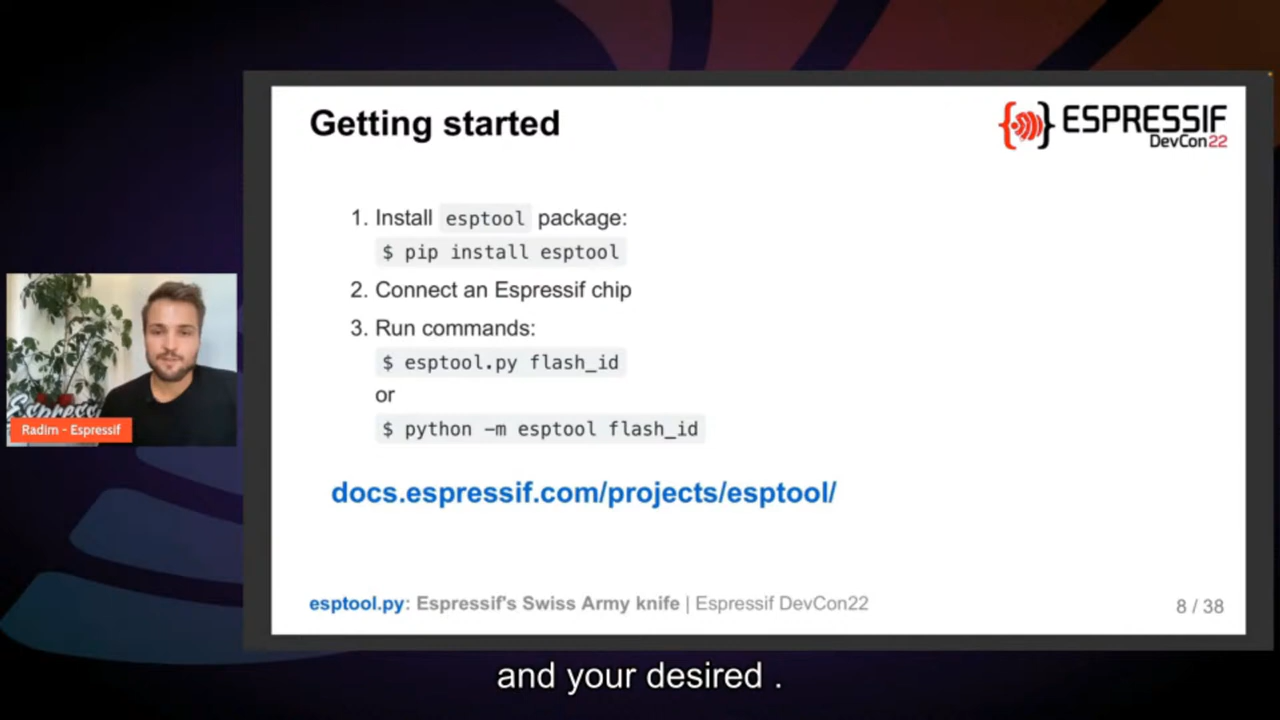 Getting started
ESPRESSIF
DevCon22
1. Install esptool package:
$ pip install esptool
2. Connect an Espressif chip
3. Run commands:
$ esptool.py flash_id
or
$ python -m esptool flash_id
docs.espressif.com/projects/esptool/
esptool.py: Espressif's Swiss Army knife | Espressif DevCon22
8 / 38
Espress
Radim - Espressif
and your desired .